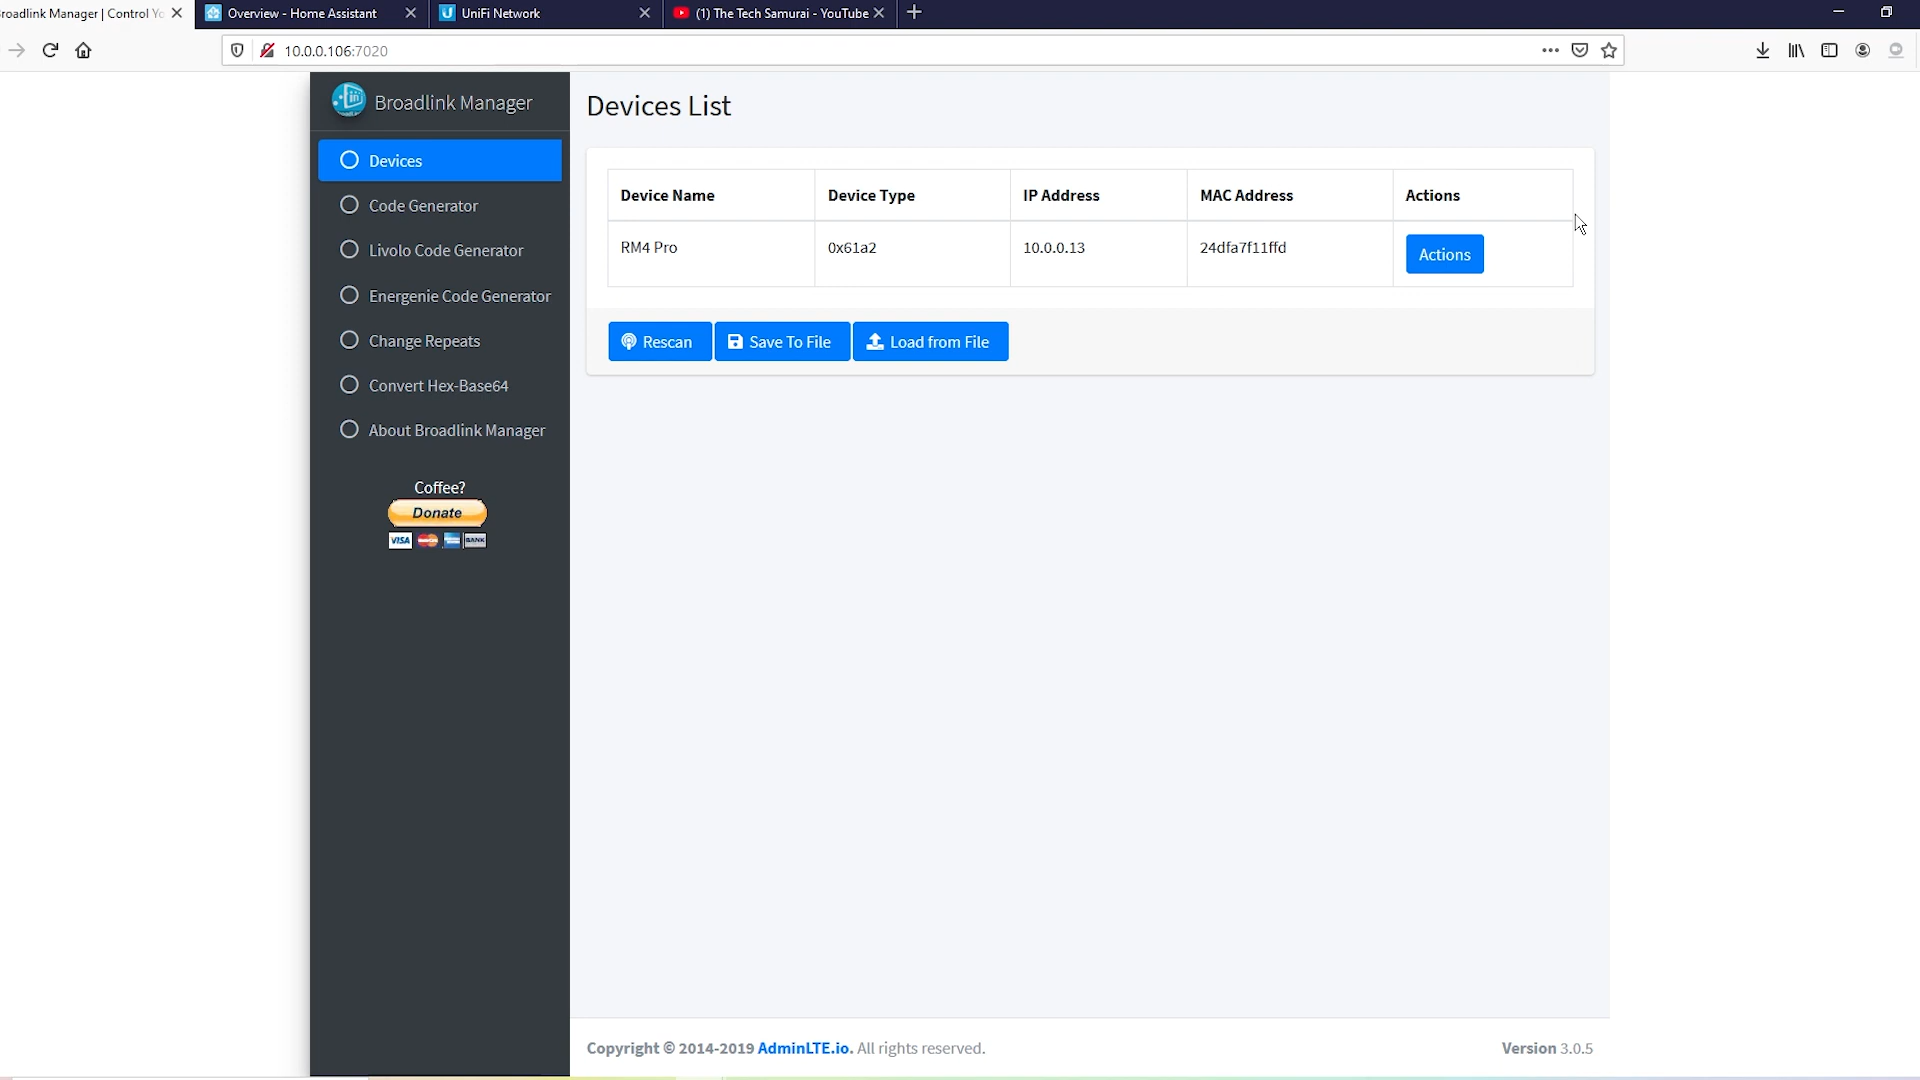 roadlink Manager | Control Yo
Overview - Home Assistant
UniFi Network
(1) The Tech Samurai - YouTube
10.0.0.106:7020
Broadlink Manager
Devices
Code Generator
Livolo Code Generator
Energenie Code Generator
Change Repeats
Convert Hex-Base64
About Broadlink Manager
Coffee?
Donate
VISA
BANK
Devices List
Device Name Device Type IP Address MAC Address Actions
RM4 Pro 0x61a2 10.0.0.13 24dfa7f11ffd Actions
Rescan Save To File Load from File
Copyright © 2014-2019 AdminLTE.io. All rights reserved.
Version 3.0.5